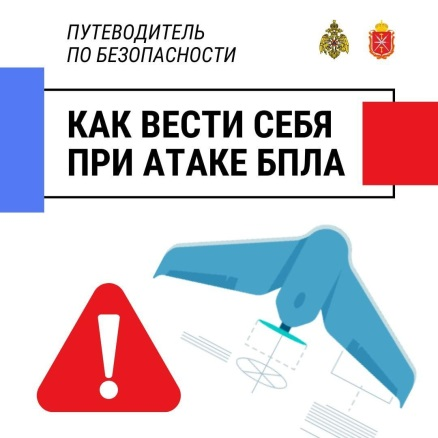 ПУТЕВОДИТЕЛЬ
ПО БЕЗОПАСНОСТИ
КАК ВЕСТИ СЕБЯ
ПРИ АТАКЕ БПЛА